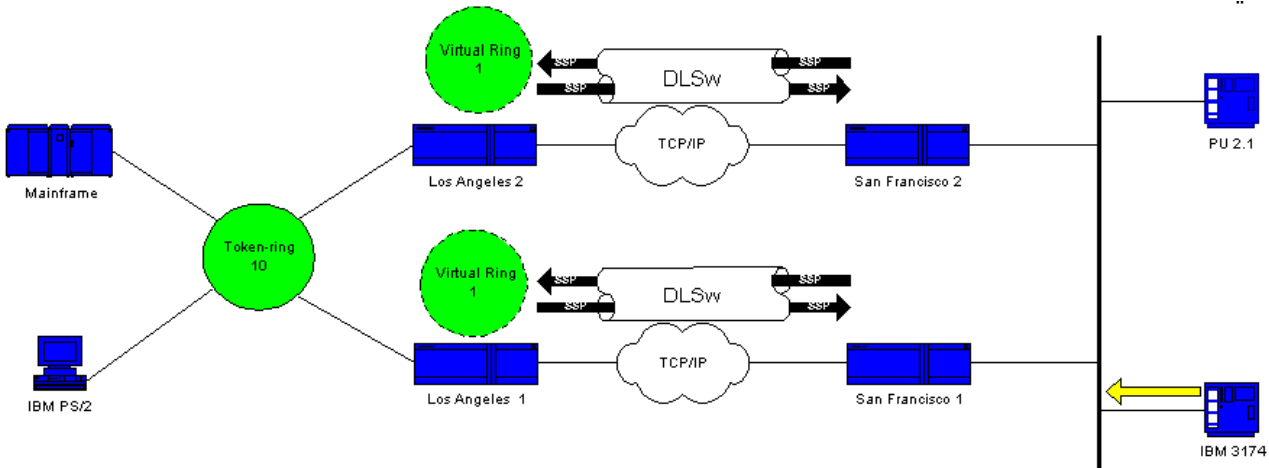 Virtual Ring
1
SSP
SSP
DLSw
SSP
SSP
Mainframe
Los Angeles 2
TCP/IP
San Francisco 2
PU 2.1
Token-ring
10
Virtual Ring
1
SSP
SSP
DLSw
SSP
SSP
IBM PS/2
Los Angeles 1
TCP/IP
San Francisco 1
IBM 3174